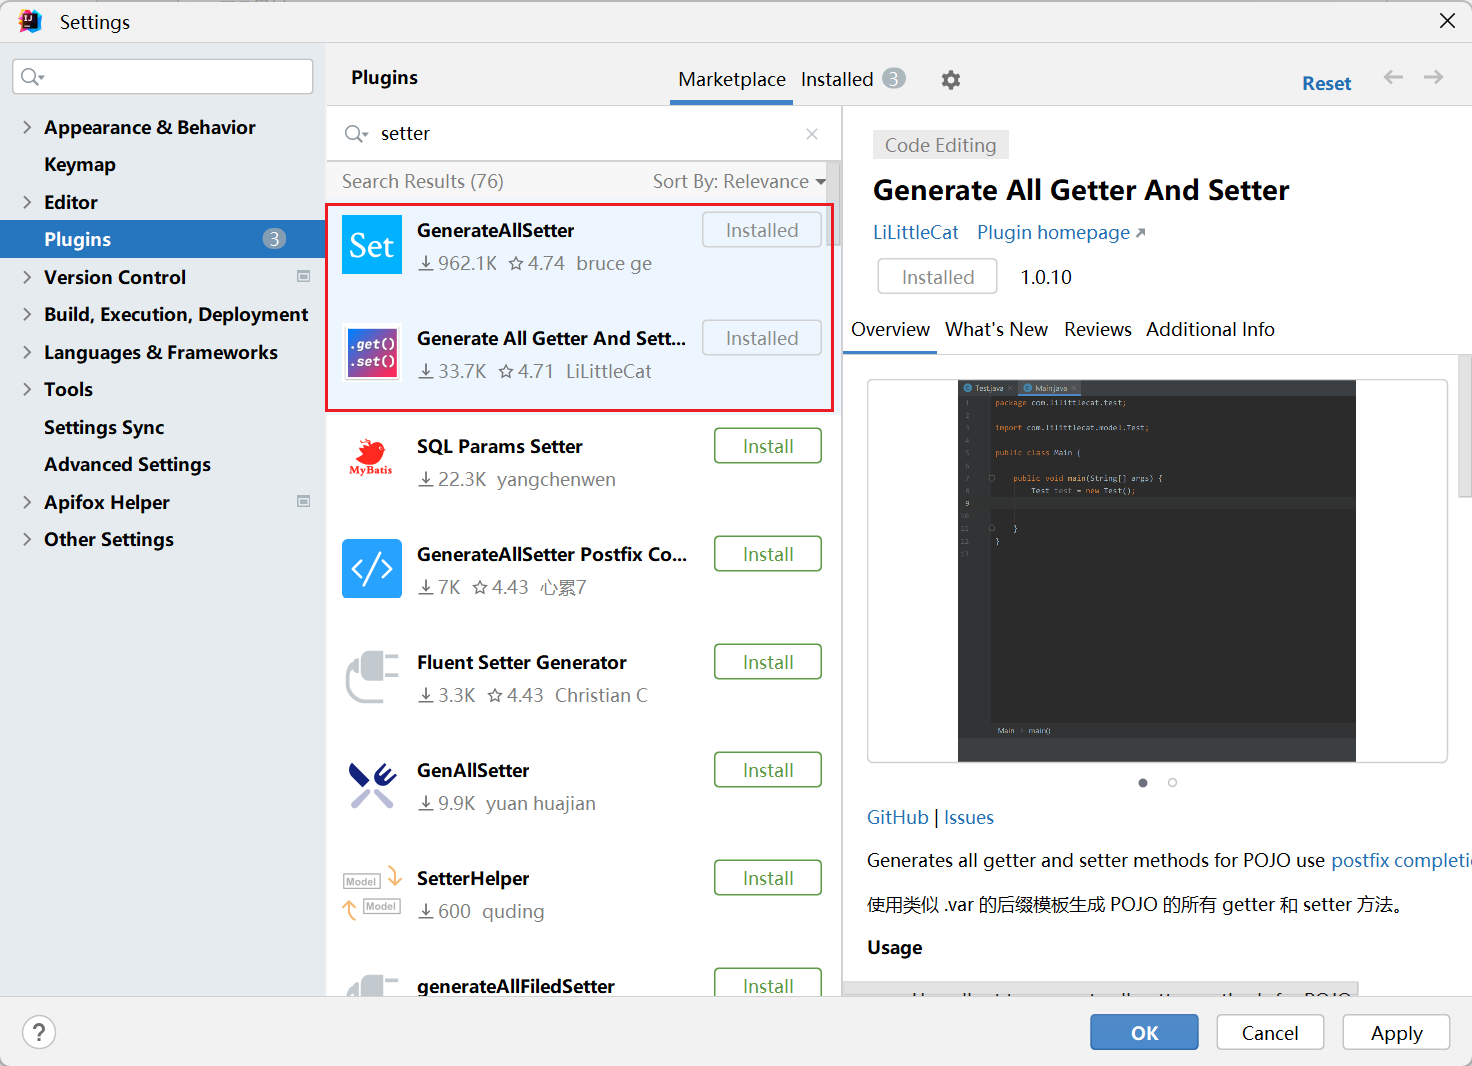 Settings
Appearance & Behavior
Keymap
Editor
Plugins 3
Version Control
Build, Execution, Deployment
Languages & Frameworks
Tools
Settings Sync
Advanced Settings
Apifox Helper
Other Settings
Plugins
Marketplace Installed 3
Reset
setter
Search Results (76) Sort By: Relevance
Set
GenerateAllSetter Installed
962.1K 4.74 bruce ge
.get()
.set()
Generate All Getter And Sett... Installed
33.7K 4.71 LiLittleCat
MyBatis
SQL Params Setter Install
22.3K yangchenwen
</>
GenerateAllSetter Postfix Co... Install
7K 4.43 心累7
Fluent Setter Generator Install
3.3K 4.43 Christian C
GenAllSetter Install
9.9K yuan huajian
Model
Model
SetterHelper Install
600 quding
generateAllFiledSetter Install
Code Editing
Generate All Getter And Setter
LiLittleCat Plugin homepage
Installed 1.0.10
Overview What's New Reviews Additional Info
Test.java Main.java
1 package com.lilittlecat.test;
2
3 import com.lilittlecat.model.Test;
4
5 public class Main {
6
7 public void main(String[] args) {
8 Test test = new Test();
9
10
11 }
12 }
13
Main main()
GitHub | Issues
Generates all getter and setter methods for POJO use postfix completi
使用类似 .var 的后缀模板生成 POJO 的所有 getter 和 setter 方法。
Usage
? OK Cancel Apply